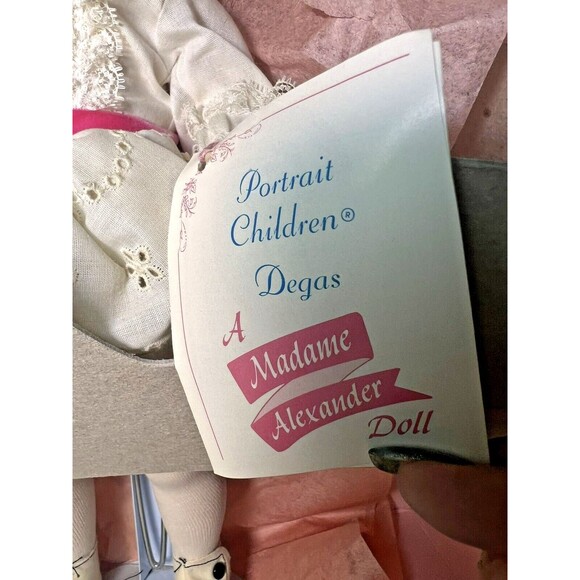 Portrait
Children®
Degas
A
Madame
Alexander
Doll